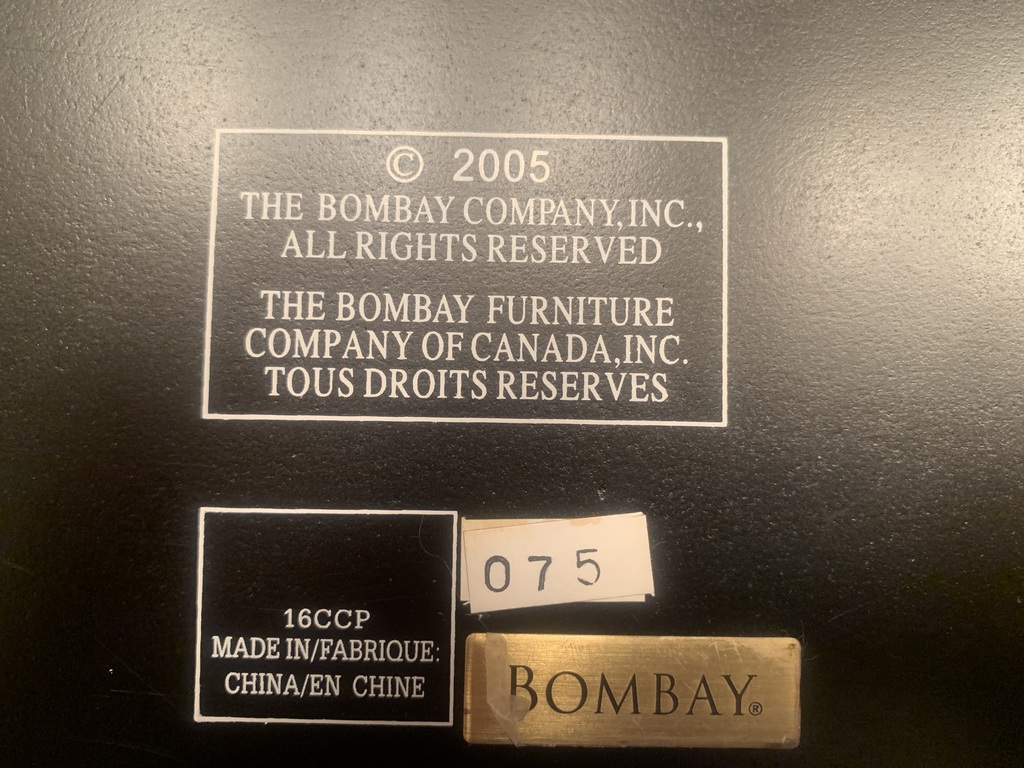 © 2005
THE BOMBAY COMPANY, INC.,
ALL RIGHTS RESERVED
THE BOMBAY FURNITURE
COMPANY OF CANADA, INC.
TOUS DROITS RESERVES
075
16CCP
MADE IN/FABRIQUE:
CHINA/EN CHINE
BOMBAY®